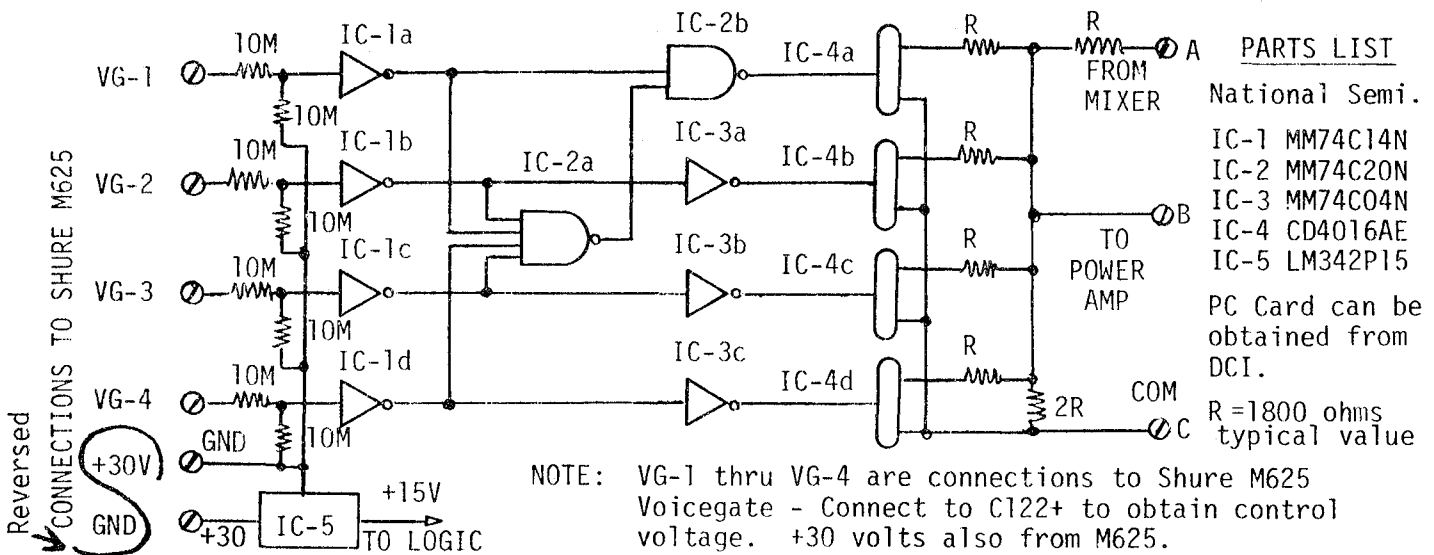 IC-1a
IC-2b
10M
VG-1
10M
IC-4a
R
R
A
FROM
MIXER
PARTS LIST
National Semi.
IC-1 MM74C14N
IC-2 MM74C20N
IC-3 MM74C04N
IC-4 CD4016AE
IC-5 LM342P15
PC Card can be
obtained from
DCI.
R =1800 ohms
typical value
10M
VG-2
10M
IC-1b
IC-2a
IC-3a
IC-4b
R
B
TO
POWER
AMP
10M
VG-3
10M
IC-1c
IC-3b
IC-4c
R
10M
VG-4
10M
IC-1d
IC-3c
IC-4d
R
2R
COM
C
CONNECTIONS TO SHURE M625
Reversed
+30V
GND
GND
+30
IC-5
+15V
TO LOGIC
NOTE: VG-1 thru VG-4 are connections to Shure M625
Voicegate - Connect to C122+ to obtain control
voltage. +30 volts also from M625.